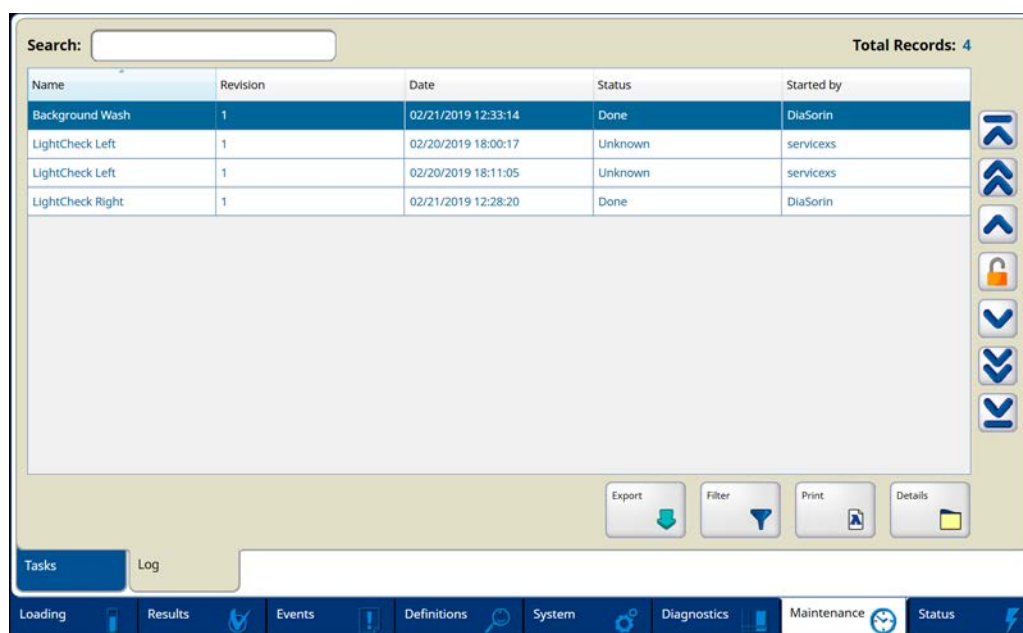 Search: Total Records: 4
Name Revision Date Status Started by
Background Wash 1 02/21/2019 12:33:14 Done DiaSorin
LightCheck Left 1 02/20/2019 18:00:17 Unknown servicexs
LightCheck Left 1 02/20/2019 18:11:05 Unknown servicexs
LightCheck Right 1 02/21/2019 12:28:20 Done DiaSorin
Export Filter Print Details
Tasks Log
Loading Results Events Definitions System Diagnostics Maintenance Status